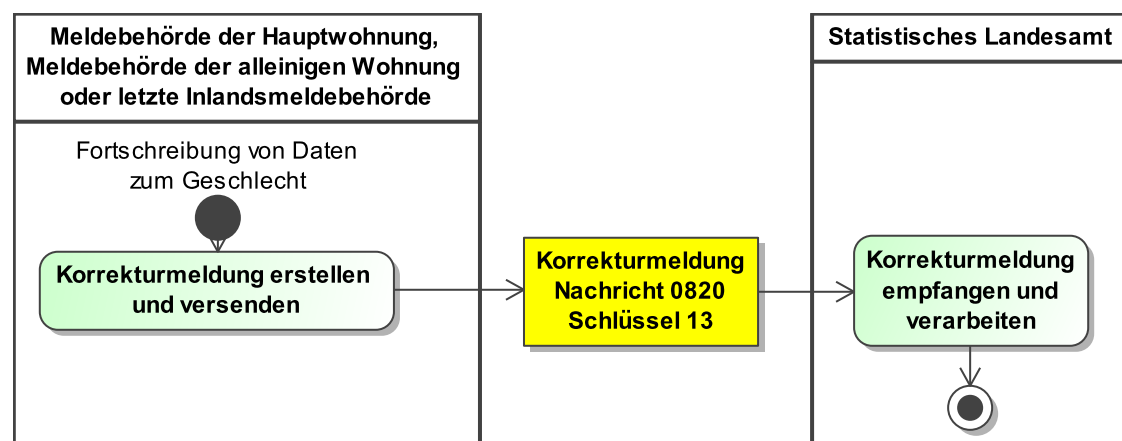 Meldebehörde der Hauptwohnung,
Meldebehörde der alleinigen Wohnung
oder letzte Inlandsmeldebehörde
Statistisches Landesamt
Fortschreibung von Daten
zum Geschlecht
Korrekturmeldung erstellen
und versenden
Korrekturmeldung
Nachricht 0820
Schlüssel 13
Korrekturmeldung
empfangen und
verarbeiten